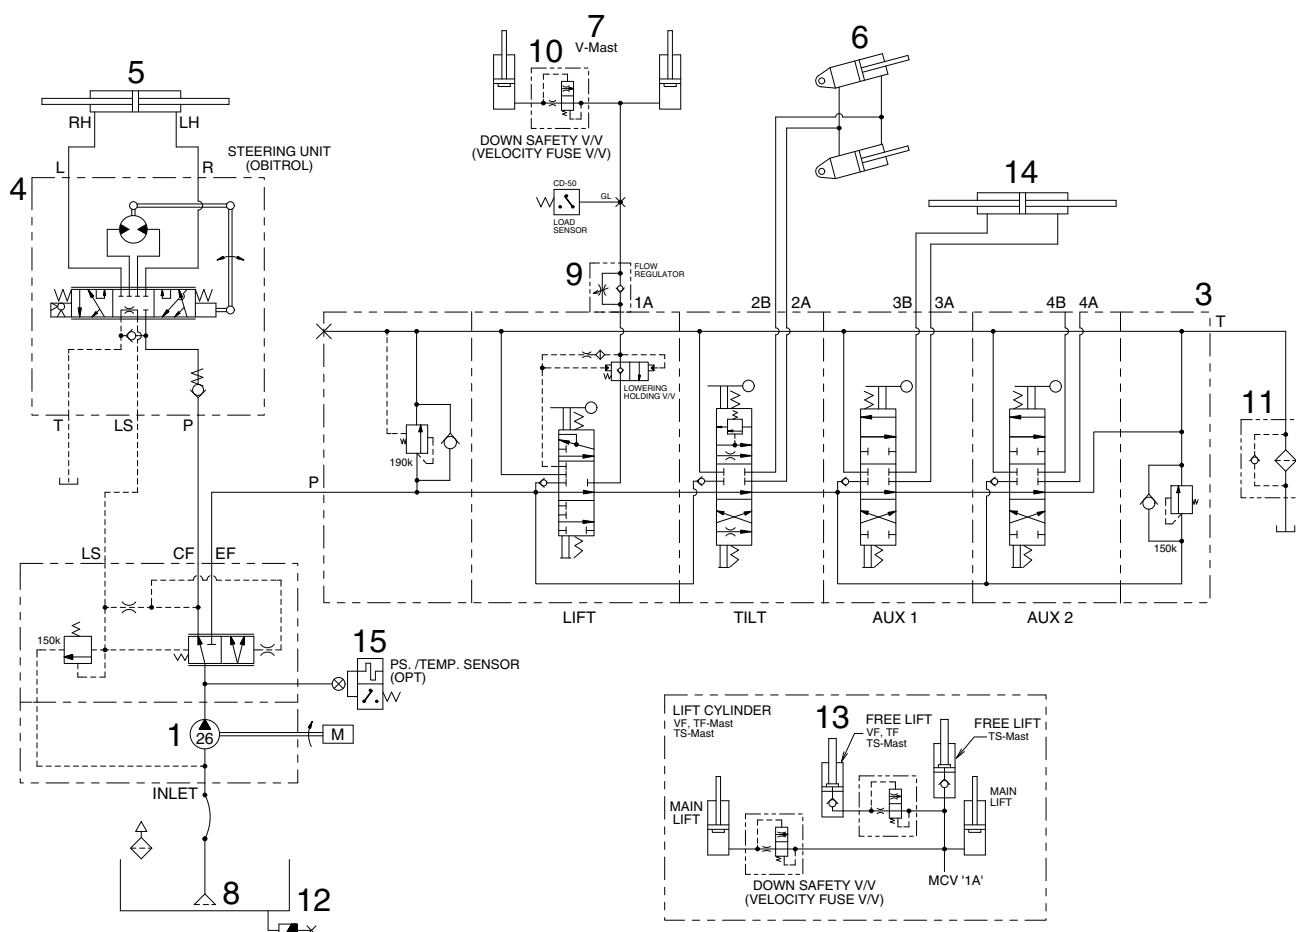 7
V-Mast
10
6
5
RH
LH
DOWN SAFETY V/V
(VELOCITY FUSE V/V)
STEERING UNIT
(OBITROL)
L
R
4
CD-50
GL
LOAD
SENSOR
14
9
FLOW
REGULATOR
1A
2B
2A
3B
3A
4B
4A
3
T
LOWERING
HOLDING V/V
11
T
LS
P
190k
P
150k
LS
CF
EF
LIFT
TILT
AUX 1
AUX 2
150k
15
PS. /TEMP. SENSOR
(OPT)
1
26
M
INLET
8
12
LIFT CYLINDER
VF, TF-Mast
TS-Mast
13
FREE LIFT
VF, TF
TS-Mast
FREE LIFT
TS-Mast
MAIN
LIFT
MAIN
LIFT
DOWN SAFETY V/V
(VELOCITY FUSE V/V)
MCV '1A'